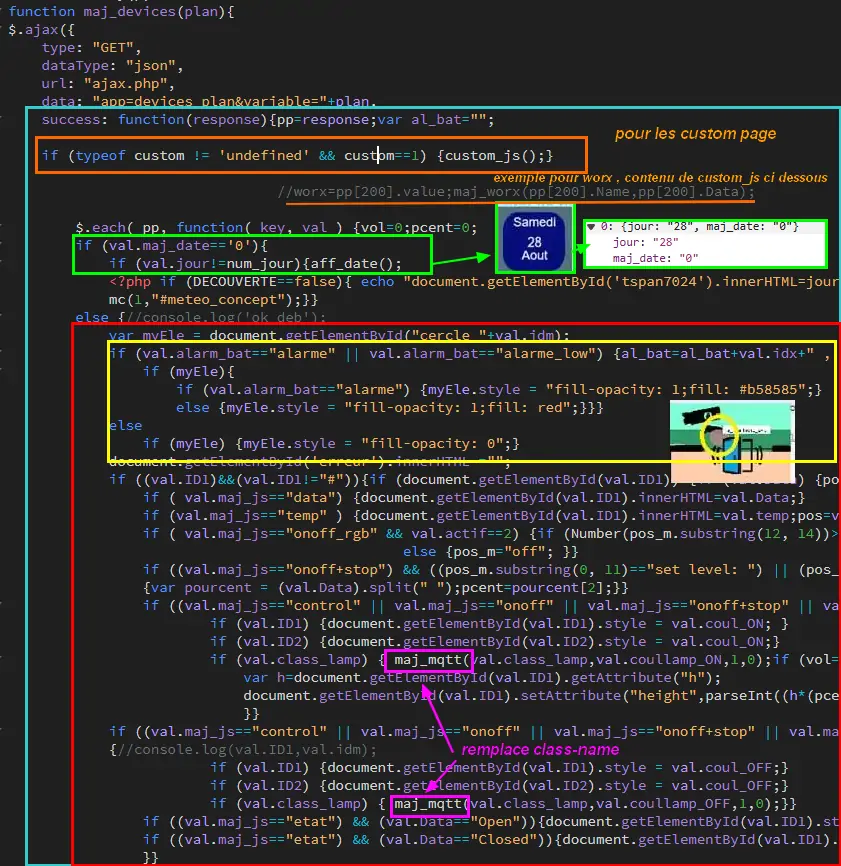 function maj_devices(plan){
$.ajax({
type: "GET",
dataType: "json",
url: "ajax.php",
data: "app=devices_plan&variable="+plan,
success: function(response){pp=response;var al_bat="";
pour les custom page
if (typeof custom != 'undefined' && custom==1) {custom_js();}
exemple pour worx , contenu de custom_js ci dessous
//worx=pp[200].value;maj_worx(pp[200].Name,pp[200].Data);
$.each( pp, function( key, val ) {vol=0;pcent=0;
Samedi
28
Aout
0: {jour: "28", maj_date: "0"}
jour: "28"
maj_date: "0"
if (val.maj_date=='0'){
if (val.jour!=num_jour){aff_date();
<?php if (DECOUVERTE==false){ echo "document.getElementById('tspan7024').innerHTML=jour
mc(1,"#meteo_concept");}}
else {//console.log('ok deb');
var myEle = document.getElementById("cercle_"+val.idm);
if (val.alarm_bat=="alarme" || val.alarm_bat=="alarme_low") {al_bat=al_bat+val.idx+" ,
if (myEle){
if (val.alarm_bat=="alarme") {myEle.style = "fill-opacity: 1;fill: #b58585";}
else {myEle.style = "fill-opacity: 1;fill: red";}}}
else
if (myEle) {myEle.style = "fill-opacity: 0";}
document.getElementById('erreur').innerHTML ="";
if ((val.ID1)&&(val.ID1!="#")){if (document.getElementById(val.ID1)) {po
if ( val.maj_js=="data") {document.getElementById(val.ID1).innerHTML=val.Data;}
if (val.maj_js=="temp" ) {document.getElementById(val.ID1).innerHTML=val.temp;pos=v
if ( val.maj_js=="onoff_rgb" && val.actif==2) {if (Number(pos_m.substring(12, 14))>
else {pos_m="off"; }}
if ((val.maj_js=="onoff+stop") && ((pos_m.substring(0, 11)=="set level: ") || (pos_
{var pourcent = (val.Data).split(" ");pcent=pourcent[2];}}
if ((val.maj_js=="control" || val.maj_js=="onoff" || val.maj_js=="onoff+stop" || va
if (val.ID1) {document.getElementById(val.ID1).style = val.coul_ON; }
if (val.ID2) {document.getElementById(val.ID2).style = val.coul_ON;}
if (val.class_lamp) { maj_mqtt(val.class_lamp,val.coullamp_ON,1,0);if (vol=
var h=document.getElementById(val.ID1).getAttribute("h");
document.getElementById(val.ID1).setAttribute("height",parseInt((h*(pce
}}
if ((val.maj_js=="control" || val.maj_js=="onoff" || val.maj_js=="onoff+stop" || val.ma
{//console.log(val.ID1,val.idm);
remplace class-name
if (val.ID1) {document.getElementById(val.ID1).style = val.coul_OFF;}
if (val.ID2) {document.getElementById(val.ID2).style = val.coul_OFF;}
if (val.class_lamp) { maj_mqtt(val.class_lamp,val.coullamp_OFF,1,0);}}
if ((val.maj_js=="etat") && (val.Data=="Open")){document.getElementById(val.ID1).st
if ((val.maj_js=="etat") && (val.Data=="Closed")){document.getElementById(val.ID1).
}}